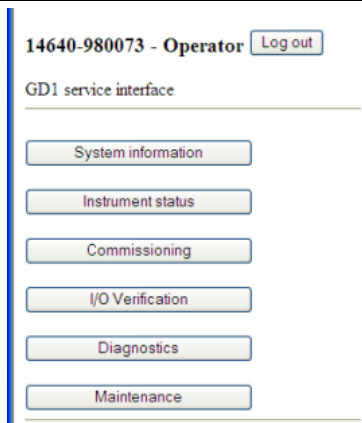 14640-980073 - Operator Log out
GD1 service interface
System information
Instrument status
Commissioning
I/O Verification
Diagnostics
Maintenance